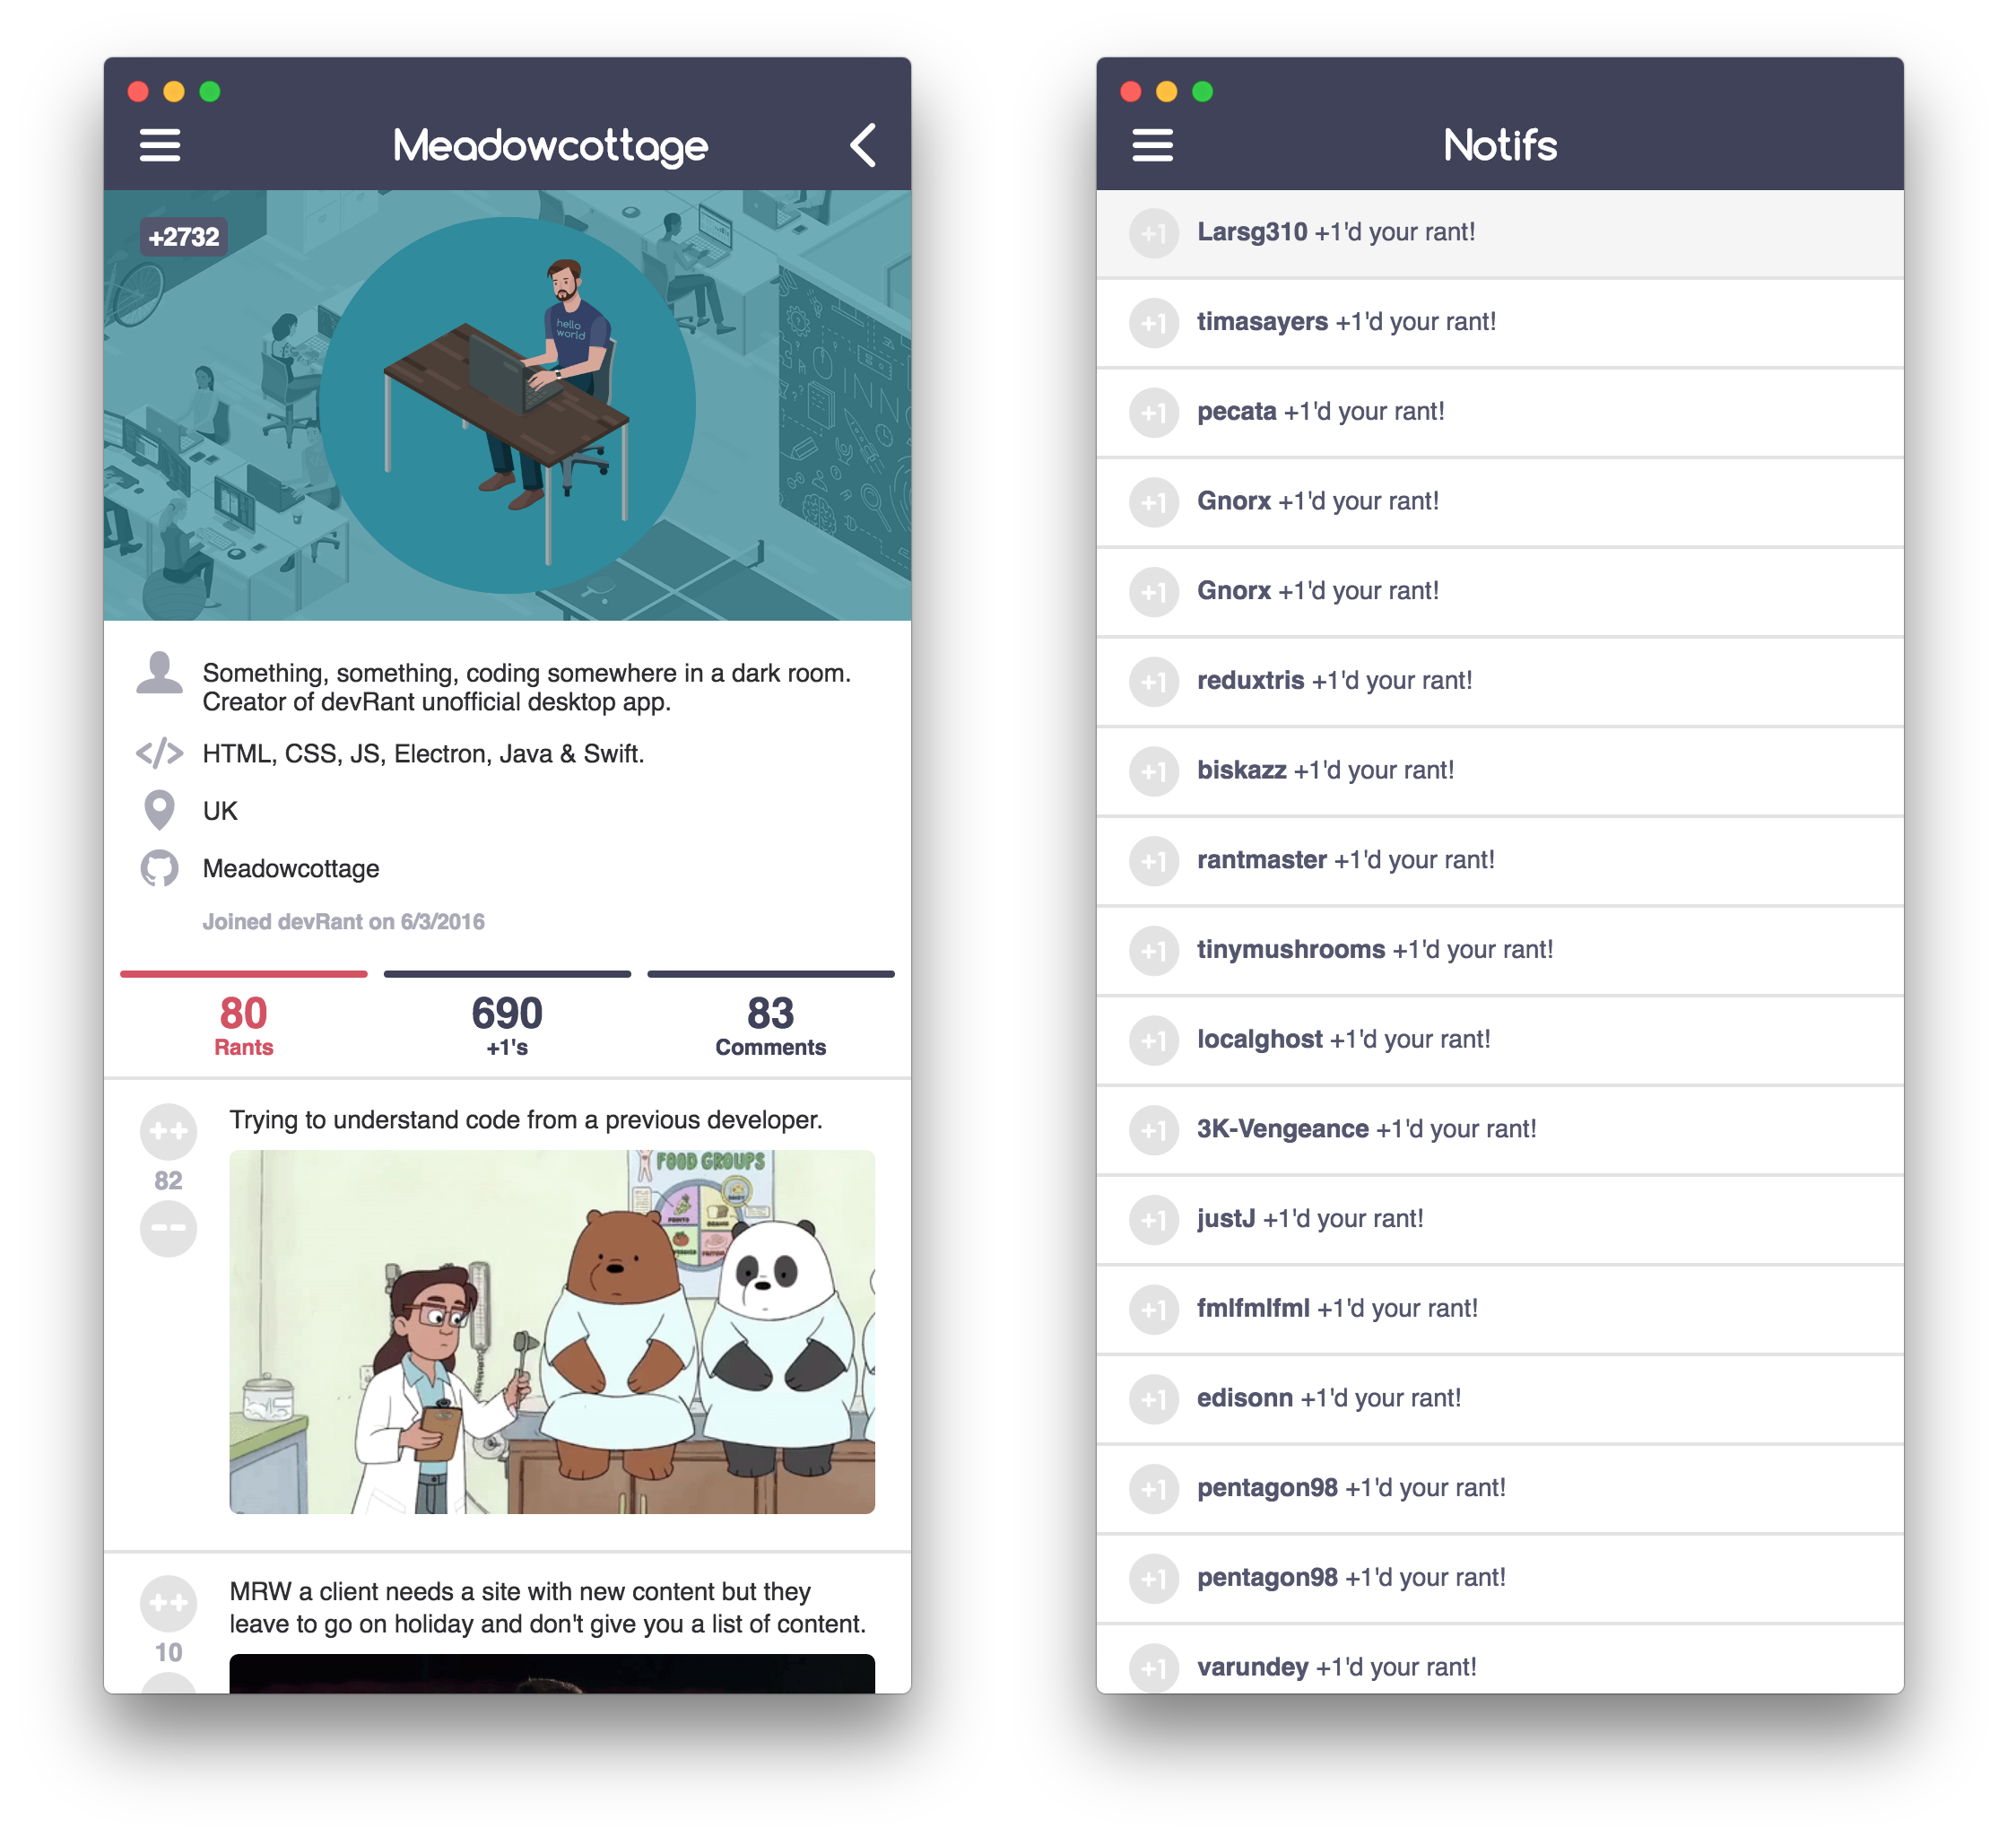 Meadowcottage
+2732
hello
world
Something, something, coding somewhere in a dark room.
Creator of devRant unofficial desktop app.
HTML, CSS, JS, Electron, Java & Swift.
UK
Meadowcottage
Joined devRant on 6/3/2016
80
Rants
690
+1's
83
Comments
++
82
--
Trying to understand code from a previous developer.
FOOD GROUPS
++
10
MRW a client needs a site with new content but they
leave to go on holiday and don't give you a list of content.
Notifs
+1 Larsg310 +1'd your rant!
+1 timasayers +1'd your rant!
+1 pecata +1'd your rant!
+1 Gnorx +1'd your rant!
+1 Gnorx +1'd your rant!
+1 reduxtris +1'd your rant!
+1 biskazz +1'd your rant!
+1 rantmaster +1'd your rant!
+1 tinymushrooms +1'd your rant!
+1 localghost +1'd your rant!
+1 3K-Vengeance +1'd your rant!
+1 justJ +1'd your rant!
+1 fmlfmlfml +1'd your rant!
+1 edisonn +1'd your rant!
+1 pentagon98 +1'd your rant!
+1 pentagon98 +1'd your rant!
+1 varundey +1'd your rant!